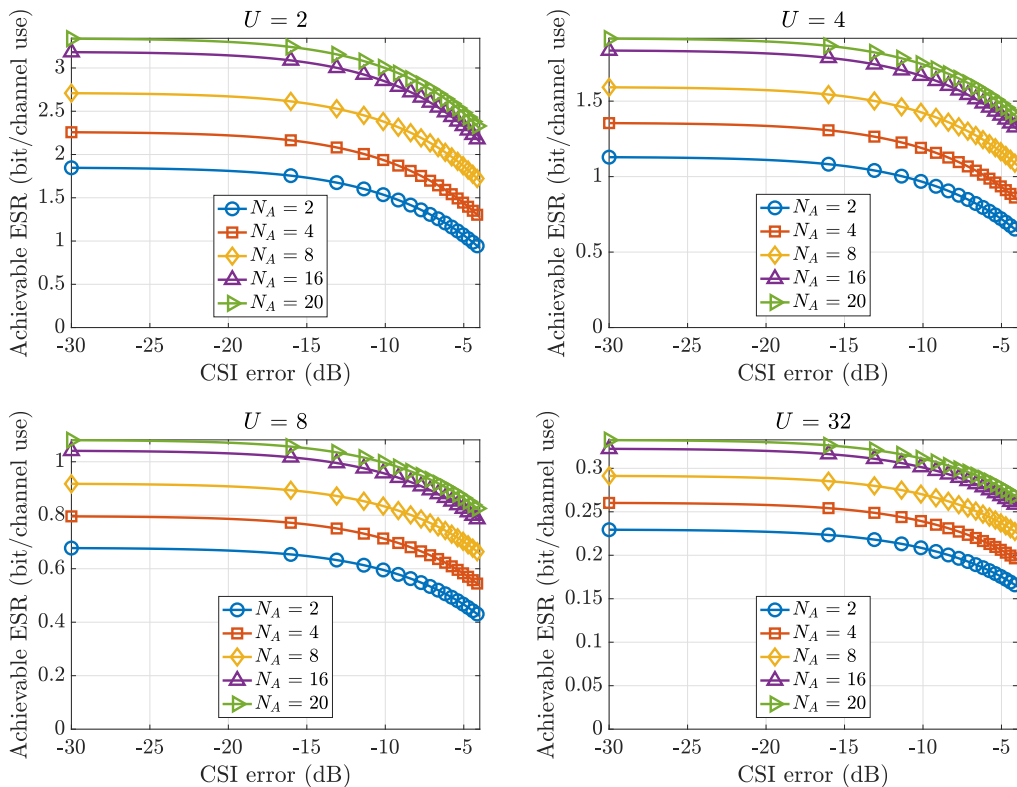 U = 2
Achievable ESR (bit/channel use)
3
2.5
2
1.5
1
0.5
0
-30 -25 -20 -15 -10 -5
CSI error (dB)
N_A = 2
N_A = 4
N_A = 8
N_A = 16
N_A = 20
U = 4
Achievable ESR (bit/channel use)
1.5
1
0.5
0
-30 -25 -20 -15 -10 -5
CSI error (dB)
N_A = 2
N_A = 4
N_A = 8
N_A = 16
N_A = 20
U = 8
Achievable ESR (bit/channel use)
1
0.8
0.6
0.4
0.2
0
-30 -25 -20 -15 -10 -5
CSI error (dB)
N_A = 2
N_A = 4
N_A = 8
N_A = 16
N_A = 20
U = 32
Achievable ESR (bit/channel use)
0.3
0.25
0.2
0.15
0.1
0.05
0
-30 -25 -20 -15 -10 -5
CSI error (dB)
N_A = 2
N_A = 4
N_A = 8
N_A = 16
N_A = 20